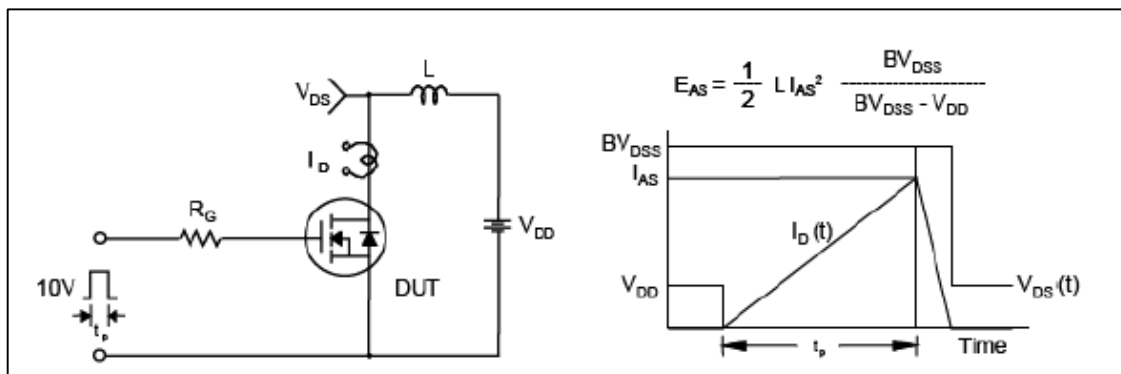 L
V_DS
I_D
R_G
V_DD
10V
t_p
DUT
E_AS = 1/2 L I_AS² BV_DSS / BV_DSS - V_DD
BV_DSS
I_AS
I_D (t)
V_DD
V_DS (t)
t_p
Time